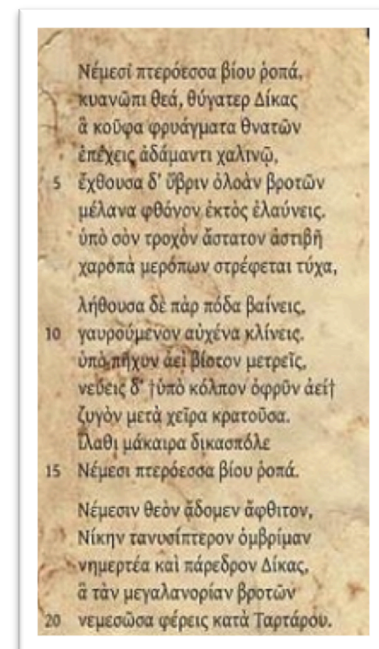 Νέμεσι πτερόεσσα βίου ῥοπά,
κυανῶπι θεά, θύγατερ Δίκας
ἃ κοῦφα φρυάγματα θνατῶν
ἐπέχεις ἀδάμαντι χαλινῷ,
5 ἔχθουσα δ' ὕβριν ὀλοὰν βροτῶν
μέλανα φθόνον ἐκτὸς ἐλαύνεις.
ὑπὸ σὸν τροχὸν ἄστατον ἀστιβῆ
χαροπὰ μερόπων στρέφεται τύχα,
λήθουσα δὲ πὰρ πόδα βαίνεις,
10 γαυρούμενον αὐχένα κλίνεις.
ὑπὸ πῆχυν ἀεὶ βίοτον μετρεῖς,
νεύεις δ' †ὑπὸ κόλπον ὀφρῦν ἀεί†
ζυγὸν μετὰ χεῖρα κρατοῦσα.
ἵλαθι μάκαιρα δικασπόλε
15 Νέμεσι πτερόεσσα βίου ῥοπά.
Νέμεσιν θεὸν ᾄδομεν ἄφθιτον,
Νίκην τανυσίπτερον ὀμβρίμαν
νημερτέα καὶ πάρεδρον Δίκας,
ἃ τὰν μεγαλανορίαν βροτῶν
20 νεμεσῶσα φέρεις κατὰ Ταρτάρου.